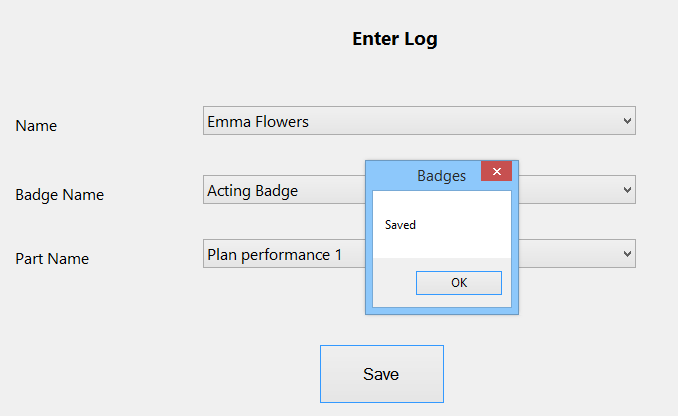 Enter Log
Name
Emma Flowers
Badge Name
Acting Badge
Part Name
Plan performance 1
Badges
Saved
OK
Save